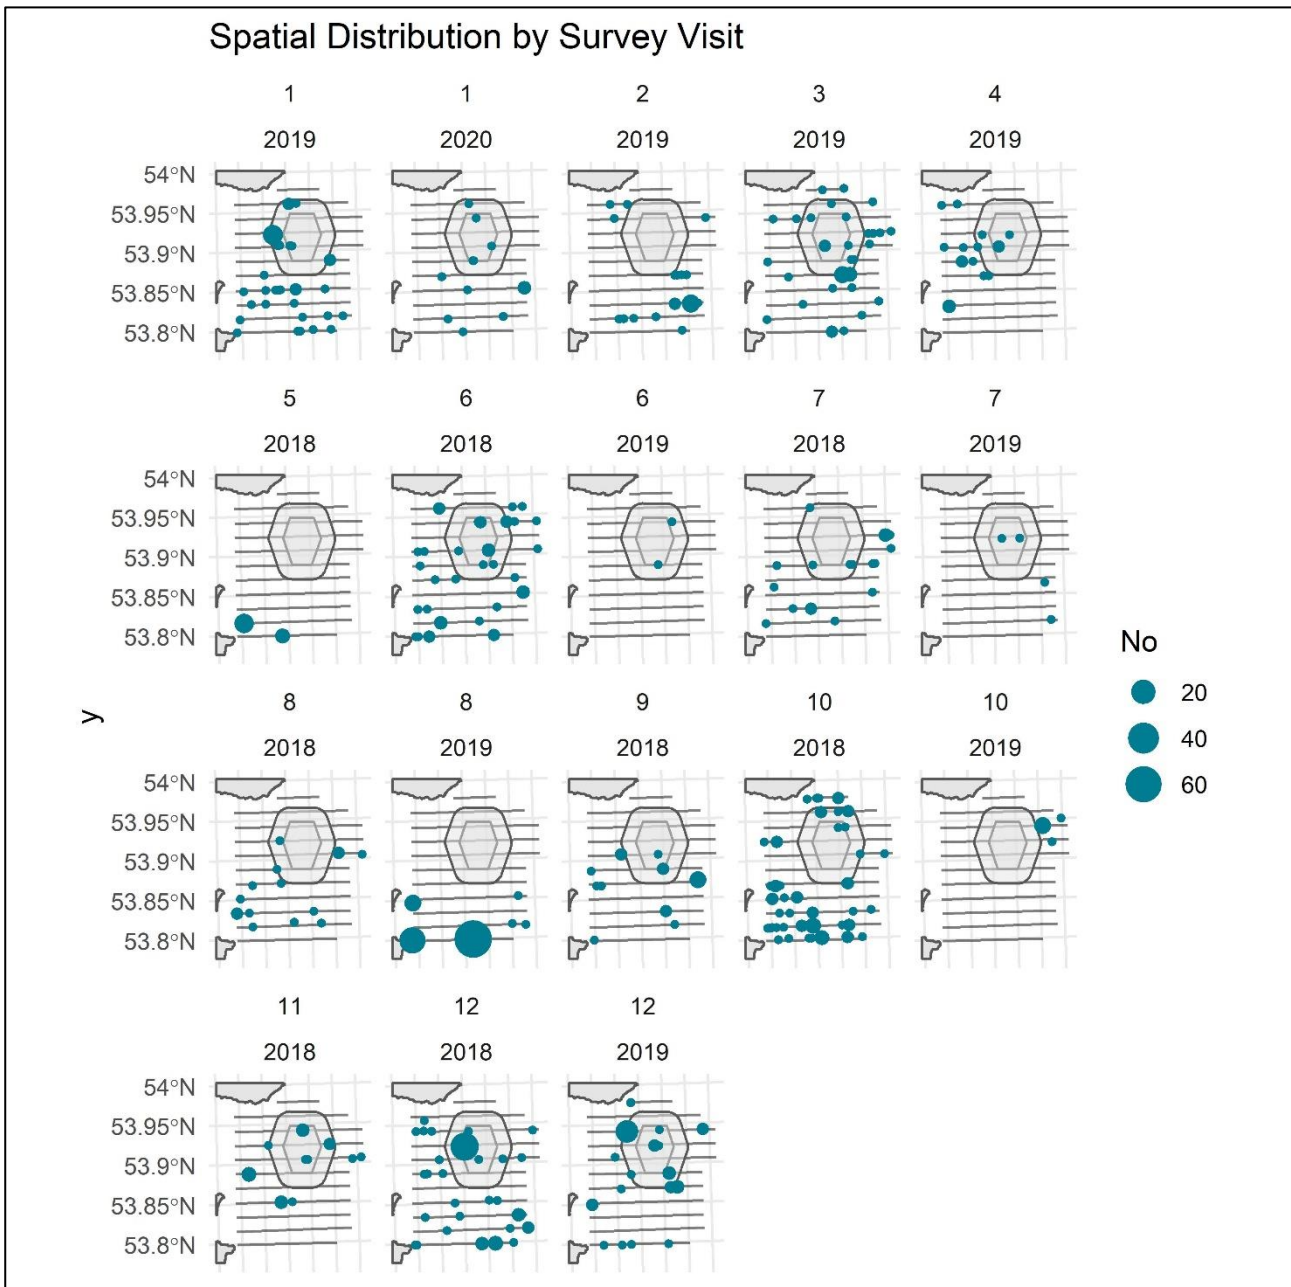 Spatial Distribution by Survey Visit
1 1 2 3 4
2019 2020 2019 2019 2019
54°N
53.95°N
53.9°N
53.85°N
53.8°N
5 6 6 7 7
2018 2018 2019 2018 2019
54°N
53.95°N
53.9°N
53.85°N
53.8°N
No
20
40
60
y
8 8 9 10 10
2018 2019 2018 2018 2019
54°N
53.95°N
53.9°N
53.85°N
53.8°N
11 12 12
2018 2018 2019
54°N
53.95°N
53.9°N
53.85°N
53.8°N